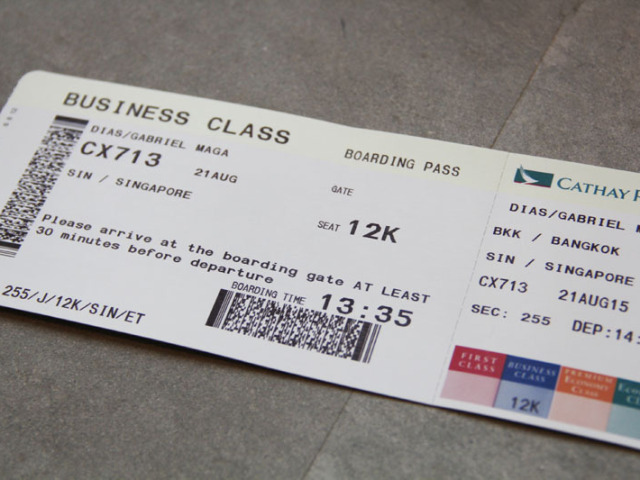 BUSINESS CLASS
DIAS/GABRIEL MAGA
BOARDING PASS
CX713 21AUG
GATE
SIN / SINGAPORE
SEAT 12K
Please arrive at the boarding gate AT LEAST
30 minutes before departure
BOARDING TIME 13:35
255/J/12K/SIN/ET
CATHAY
DIAS/GABRIEL
BKK / BANGKOK
SIN / SINGAPORE
CX713 21AUG15
SEC: 255 DEP:14:
FIRST
CLASS
BUSINESS
CLASS
12K
PREMIUM
ECONOMY
CLASS